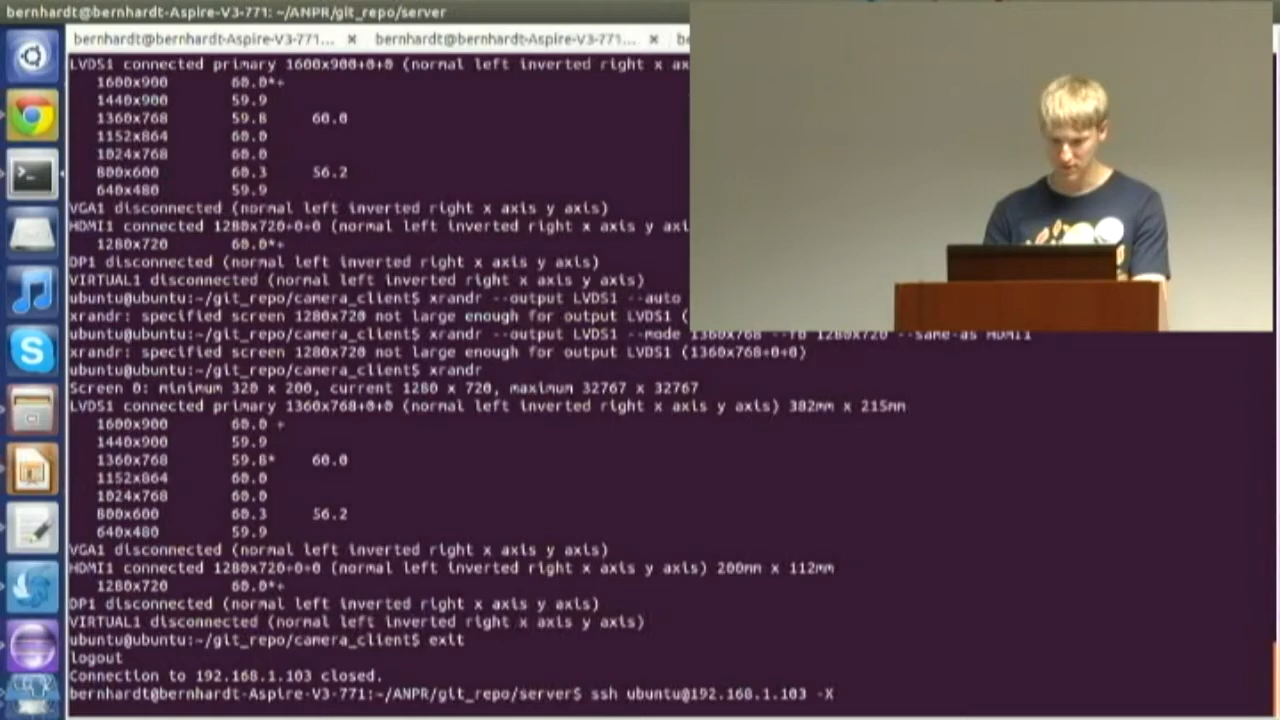 bernhardt@bernhardt-Aspire-V3-771: ~/ANPR/git_repo/server
bernhardt@bernhardt-Aspire-V3-771... × bernhardt@bernhardt-Aspire-V3-771... × be
LVDS1 connected primary 1600x900+0+0 (normal left inverted right x ax
1600x900 60.0*+
1440x900 59.9
1360x768 59.8 60.0
1152x864 60.0
1024x768 60.0
800x600 60.3 56.2
640x480 59.9
VGA1 disconnected (normal left inverted right x axis y axis)
HDMI1 connected 1280x720+0+0 (normal left inverted right x axis y axi
1280x720 60.0*+
DP1 disconnected (normal left inverted right x axis y axis)
VIRTUAL1 disconnected (normal left inverted right x axis y axis)
ubuntu@ubuntu:~/git_repo/camera_client$ xrandr --output LVDS1 --auto
xrandr: specified screen 1280x720 not large enough for output LVDS1 (
ubuntu@ubuntu:~/git_repo/camera_client$ xrandr --output LVDS1 --mode 1360x768 --fb 1280x720 --same-as HDMI1
xrandr: specified screen 1280x720 not large enough for output LVDS1 (1360x768+0+0)
ubuntu@ubuntu:~/git_repo/camera_client$ xrandr
Screen 0: minimum 320 x 200, current 1280 x 720, maximum 32767 x 32767
LVDS1 connected primary 1360x768+0+0 (normal left inverted right x axis y axis) 382mm x 215mm
1600x900 60.0 +
1440x900 59.9
1360x768 59.8* 60.0
1152x864 60.0
1024x768 60.0
800x600 60.3 56.2
640x480 59.9
VGA1 disconnected (normal left inverted right x axis y axis)
HDMI1 connected 1280x720+0+0 (normal left inverted right x axis y axis) 200mm x 112mm
1280x720 60.0*+
DP1 disconnected (normal left inverted right x axis y axis)
VIRTUAL1 disconnected (normal left inverted right x axis y axis)
ubuntu@ubuntu:~/git_repo/camera_client$ exit
logout
Connection to 192.168.1.103 closed.
bernhardt@bernhardt-Aspire-V3-771:~/ANPR/git_repo/server$ ssh ubuntu@192.168.1.103 -X